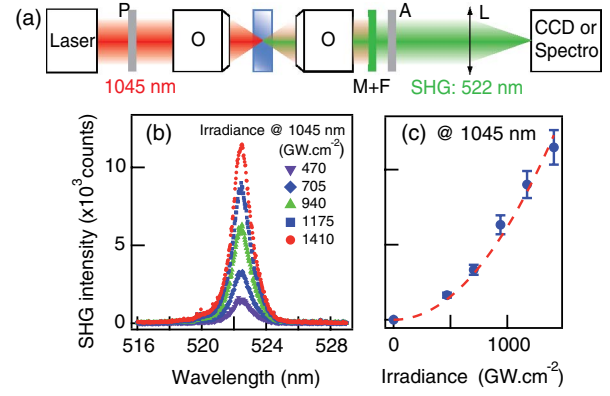 (a)
P
A
L
Laser
O
O
CCD or
Spectro
1045 nm
M+F
SHG: 522 nm
(b)
Irradiance @ 1045 nm
(GW.cm-2)
470
705
940
1175
1410
SHG intensity (x10³counts)
10
5
0
516
520
524
528
Wavelength (nm)
(c)
@ 1045 nm
0
1000
Irradiance (GW.cm-2)